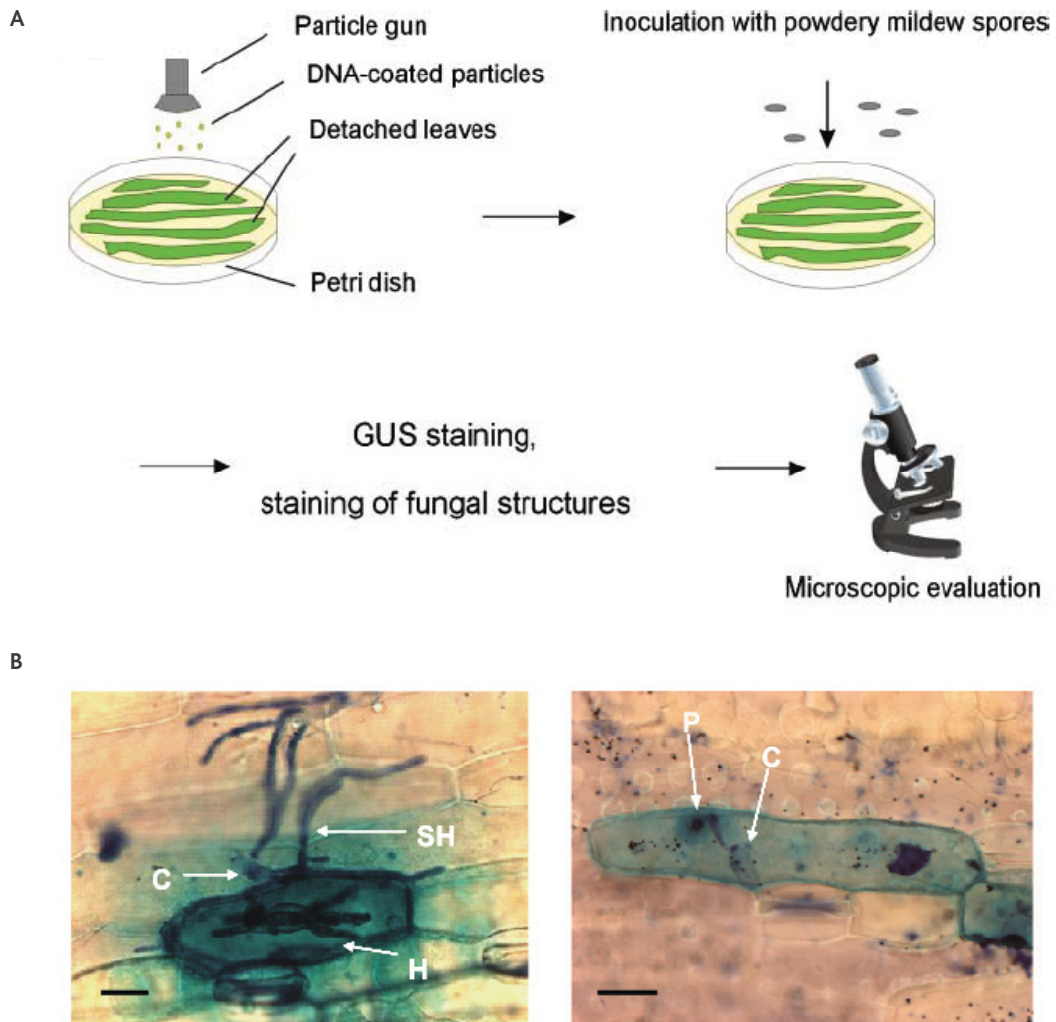 A
Particle gun
DNA-coated particles
Detached leaves
Petri dish
Inoculation with powdery mildew spores
GUS staining,
staining of fungal structures
Microscopic evaluation
B
C
SH
H
P
C